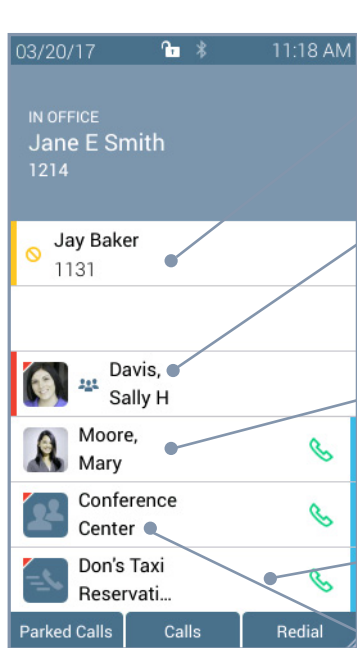 03/20/17 11:18 AM
IN OFFICE
Jane E Smith
1214
Jay Baker
1131
Davis,
Sally H
Moore,
Mary
Conference
Center
Don's Taxi
Reservati...
Parked Calls Calls Redial